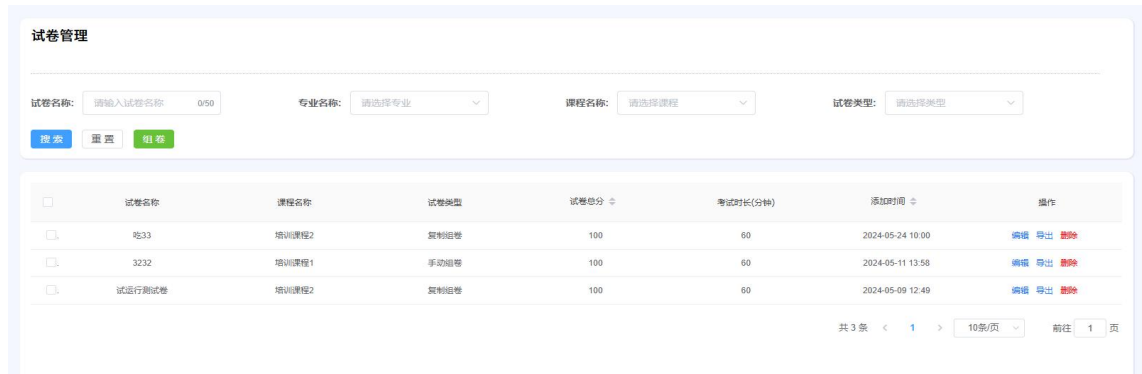 试卷管理
试卷名称: 请输入试卷名称 0/50 专业名称: 请选择专业 课程名称: 请选择课程 试卷类型: 请选择类型
搜索 重置 组卷
试卷名称 课程名称 试卷类型 试卷总分 考试时长(分钟) 添加时间 操作
吃33 培训课程2 复制组卷 100 60 2024-05-24 10:00 编辑 导出 删除
3232 培训课程1 手动组卷 100 60 2024-05-11 13:58 编辑 导出 删除
试运行测试卷 培训课程2 复制组卷 100 60 2024-05-09 12:49 编辑 导出 删除
共 3 条 < 1 > 10条/页 前往 1 页